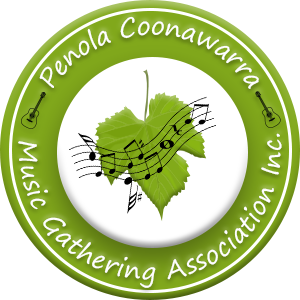 Penola Coonawarra
Music Gathering Association Inc.